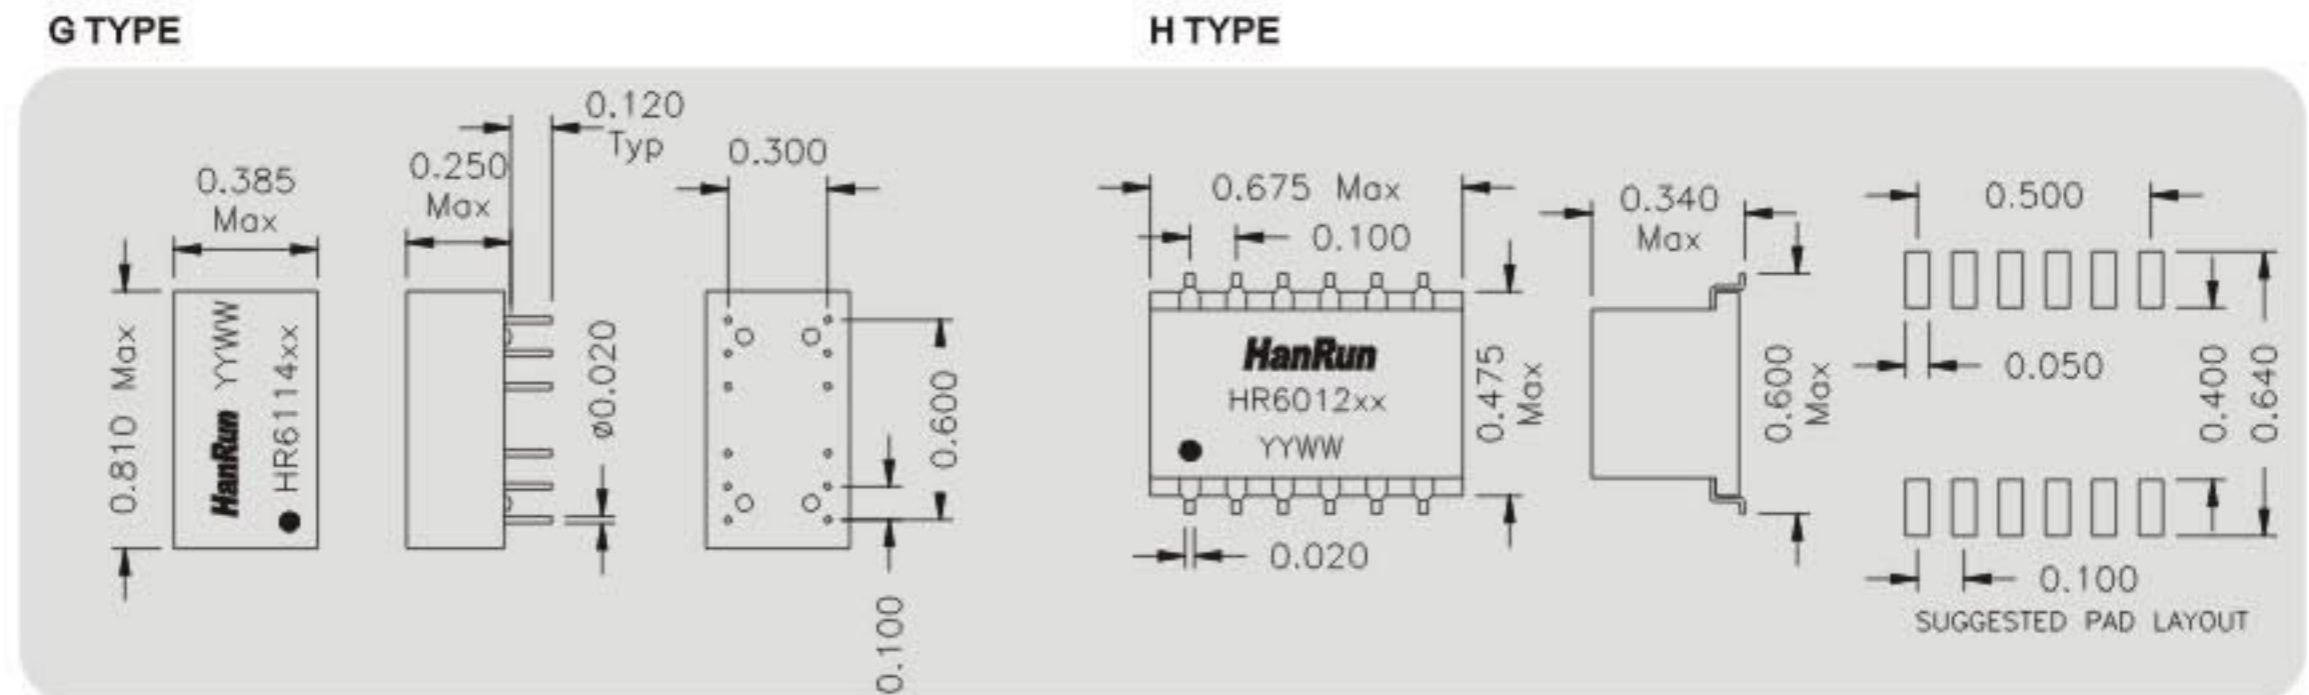 G TYPE
H TYPE
0.120
Typ
0.250
Max
0.300
0.385
Max
0.810 Max
HanRun YYWW
HR6114xx
ø0.020
0.600
0.100
0.675 Max
0.100
HanRun
HR6012xx
YYWW
0.475
Max
0.020
0.340
Max
0.600
Max
0.500
0.050
0.400
0.640
0.100
SUGGESTED PAD LAYOUT